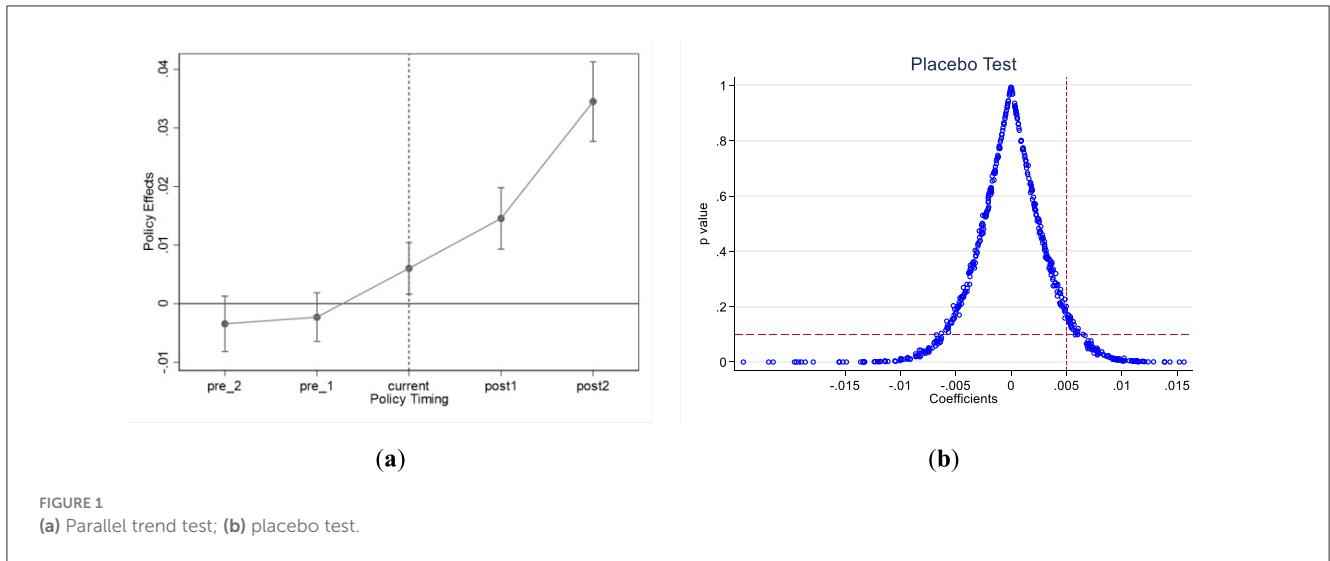 .04
.03
.02
.01
0
-.01
Policy Effects
pre_2 pre_1 current post1 post2
Policy Timing
(a)
Placebo Test
1
.8
.6
.4
.2
0
p value
-.015 -.01 -.005 0 .005 .01 .015
Coefficients
(b)
FIGURE 1
(a) Parallel trend test; (b) placebo test.